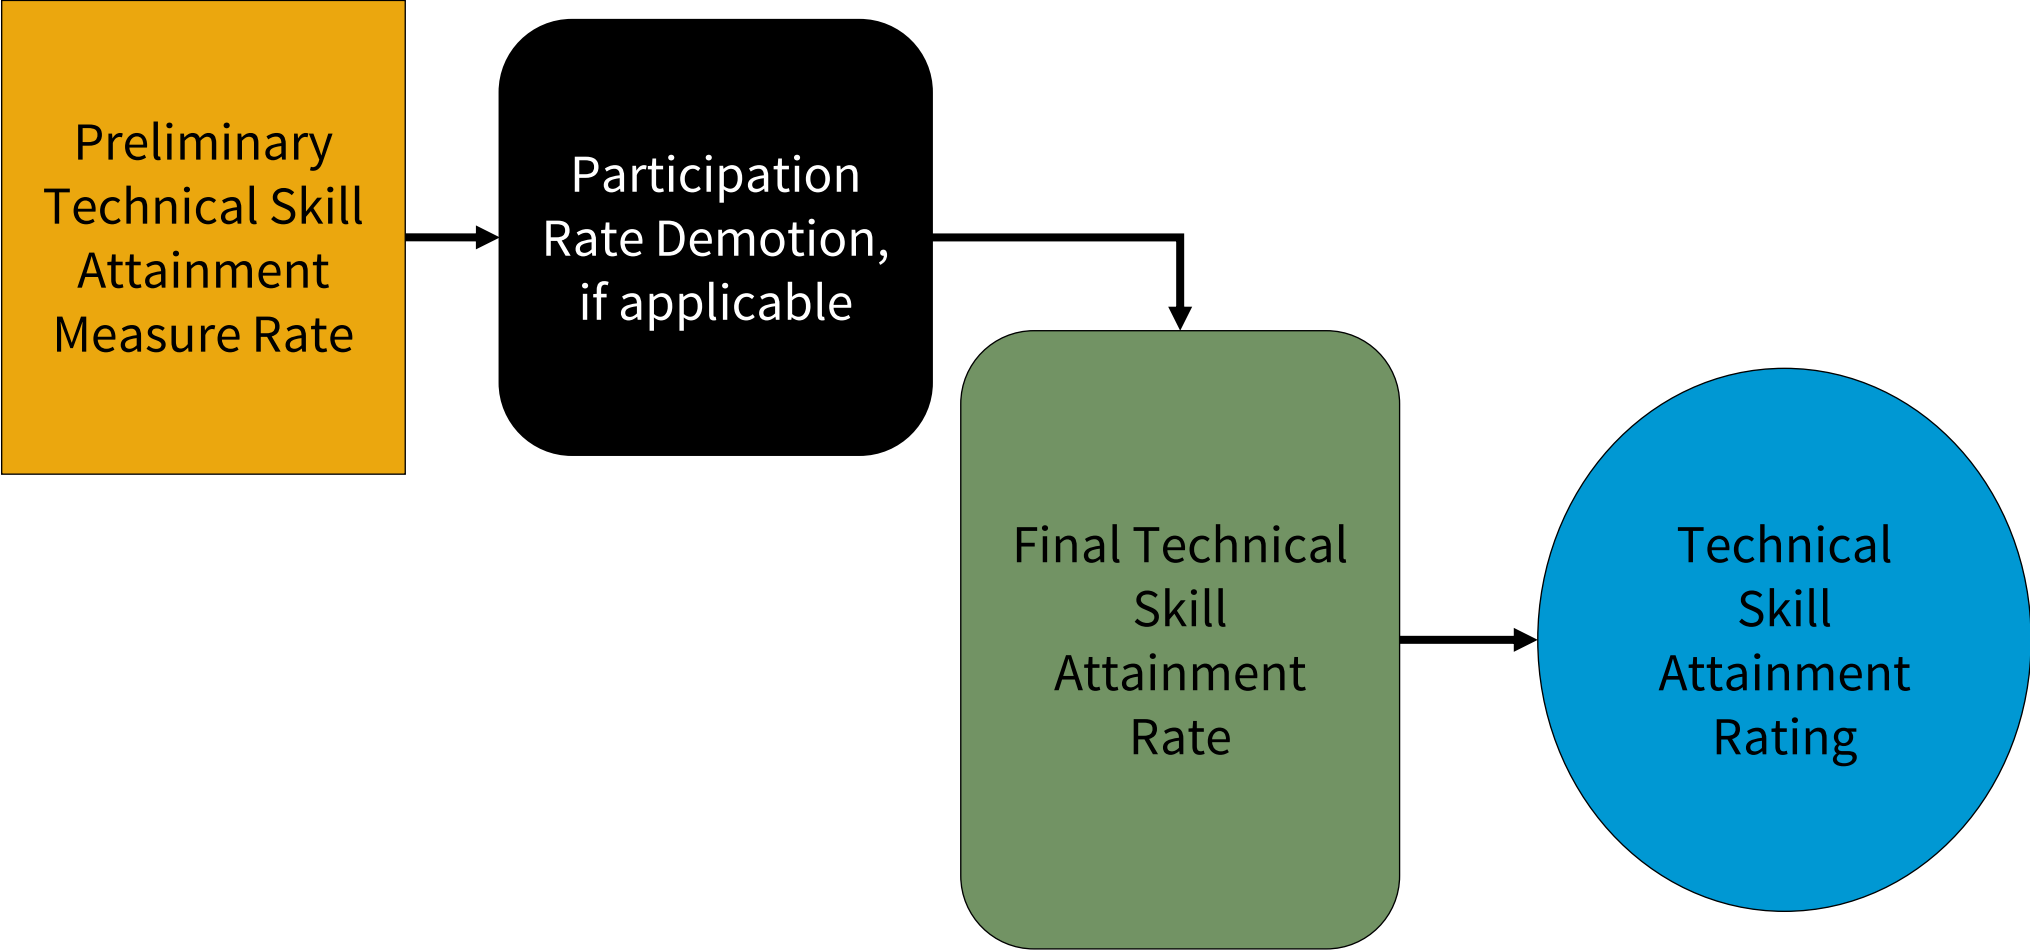 Preliminary
Technical Skill
Attainment
Measure Rate
Participation
Rate Demotion,
if applicable
Final Technical
Skill
Attainment
Rate
Technical
Skill
Attainment
Rating